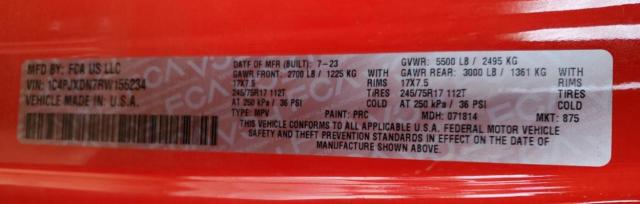 MFD BY: FCA US LLC
VIN: 1C4PJXDN7RW155234
VEHICLE MADE IN: U.S.A.
DATE OF MFR (BUILT): 7-23 GVWR: 5500 LB / 2495 KG
GAWR FRONT: 2700 LB / 1225 KG WITH GAWR REAR: 3000 LB / 1361 KG WITH
17X7.5 RIMS 17X7.5 RIMS
245/75R17 112T TIRES 245/75R17 112T TIRES
AT 250 kPa / 36 PSI COLD AT 250 kPa / 36 PSI COLD
TYPE: MPV PAINT: PRC MDH: 071814 MKT: 875
THIS VEHICLE CONFORMS TO ALL APPLICABLE U.S.A. FEDERAL MOTOR VEHICLE
SAFETY AND THEFT PREVENTION STANDARDS IN EFFECT ON THE DATE OF
MANUFACTURE SHOWN ABOVE.